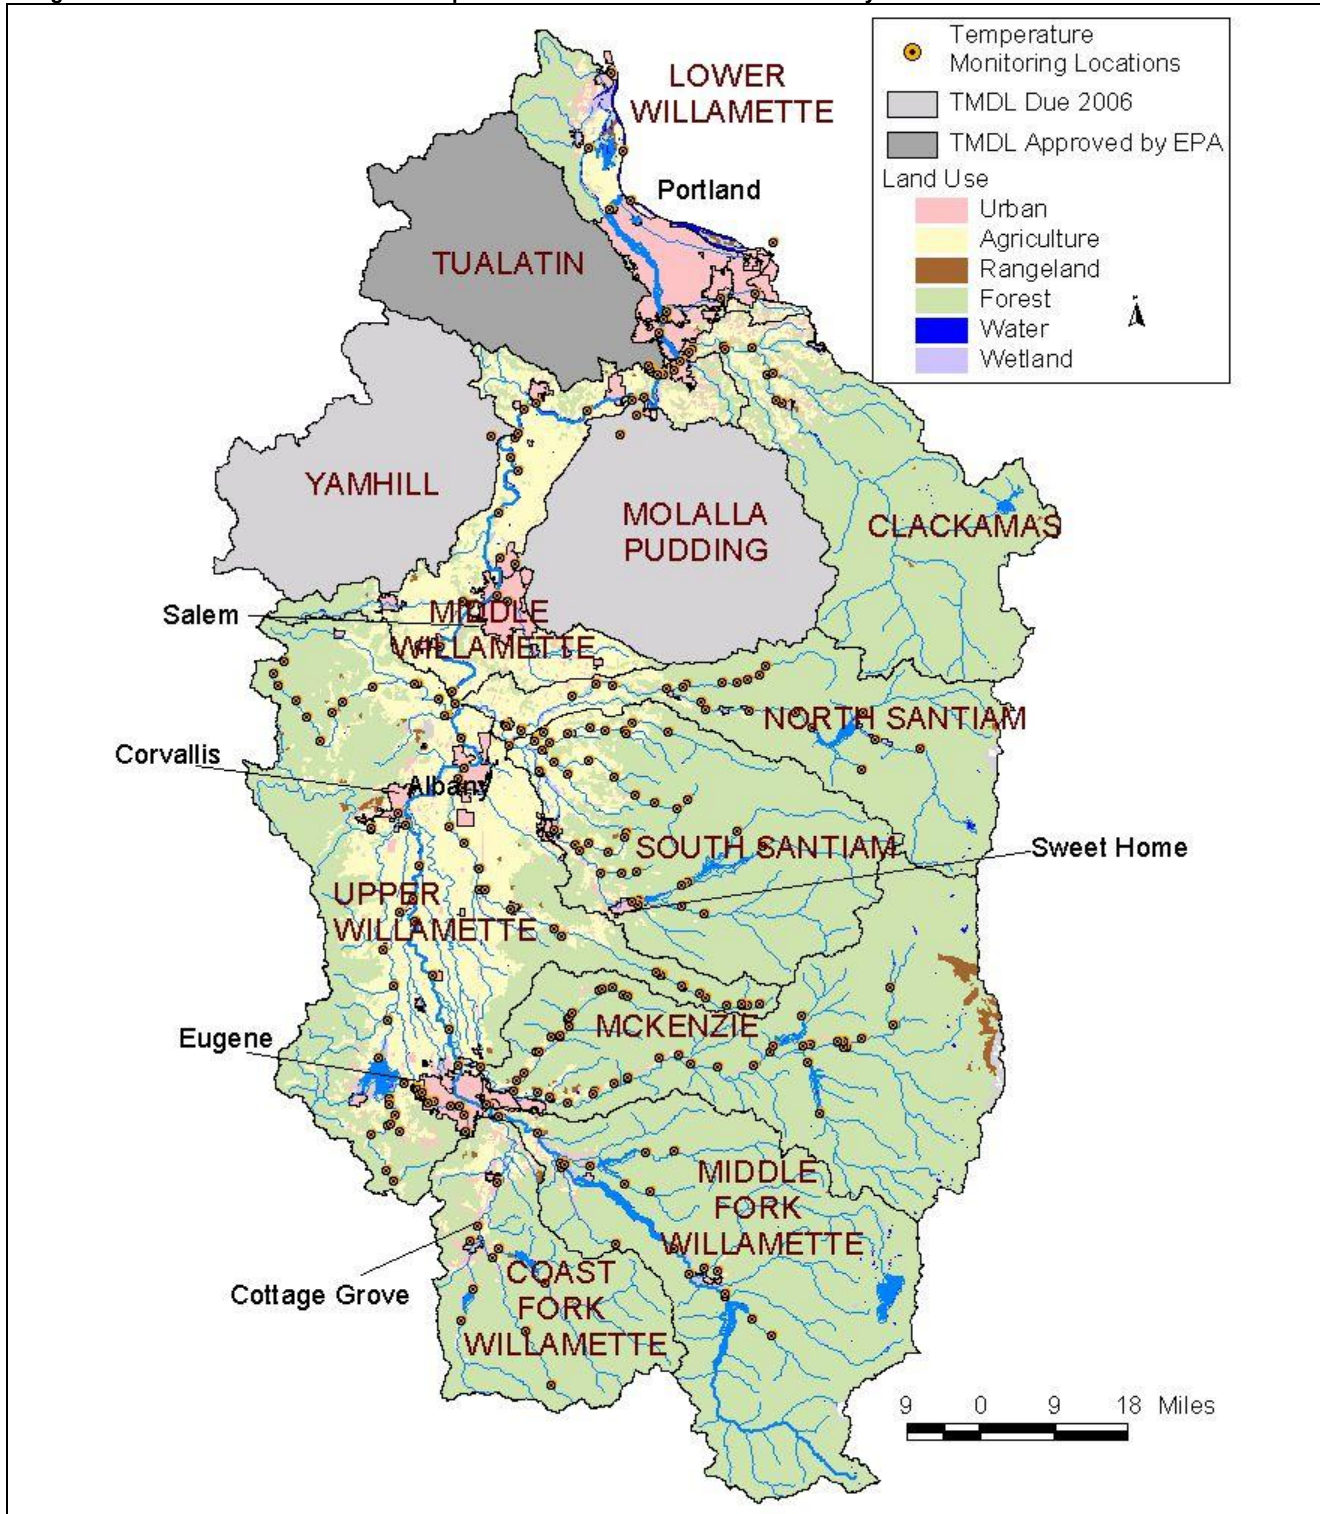 LOWER
WILLAMETTE
Temperature
Monitoring Locations
TMDL Due 2006
TMDL Approved by EPA
Land Use
Urban
Agriculture
Rangeland
Forest
Water
Wetland
Portland
TUALATIN
YAMHILL
MOLALLA
PUDDING
CLACKAMAS
Salem
MIDDLE
WILLAMETTE
NORTH SANTIAM
Corvallis
Albany
SOUTH SANTIAM
Sweet Home
UPPER
WILLAMETTE
Eugene
MCKENZIE
MIDDLE
FORK
WILLAMETTE
Cottage Grove
COAST
FORK
WILLAMETTE
9 0 9 18 Miles